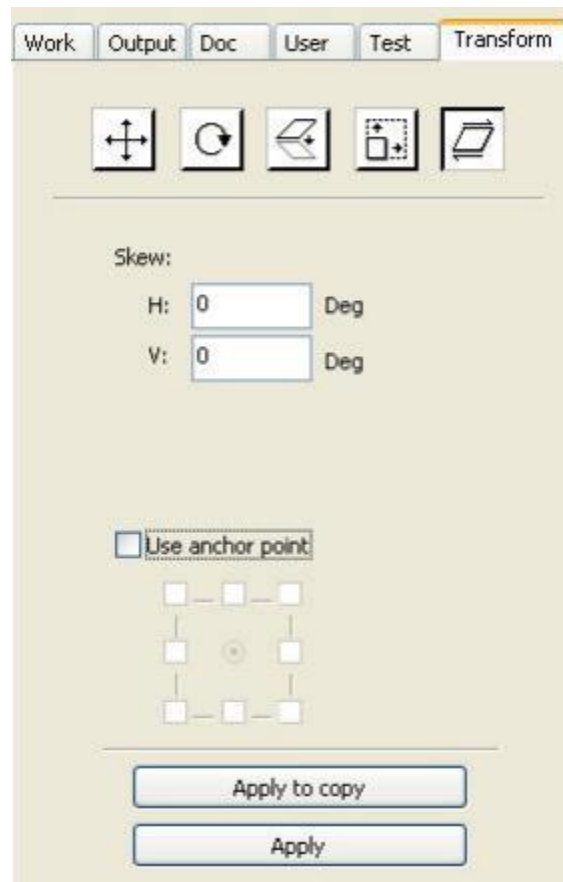 Work Output Doc User Test Transform
Skew:
H: 0 Deg
V: 0 Deg
Use anchor point
Apply to copy
Apply